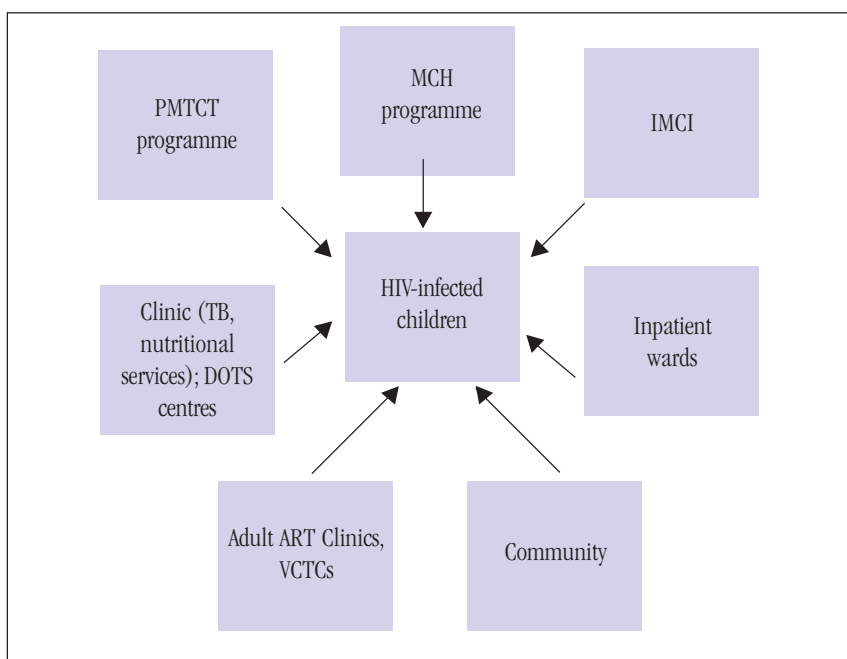 PMTCT
programme
MCH
programme
IMCI
HIV-infected
children
Clinic (TB,
nutritional
services); DOTS
centres
Inpatient
wards
Adult ART Clinics,
VCTCs
Community